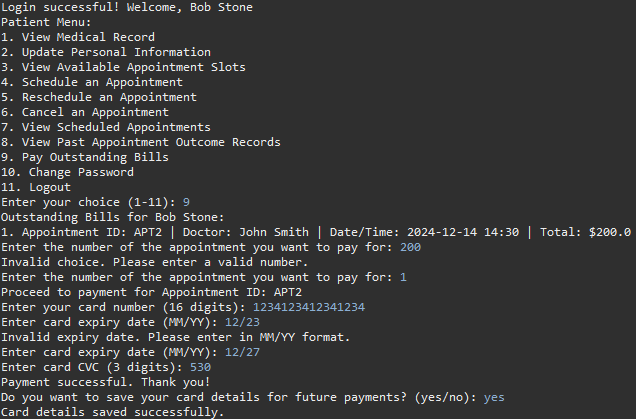 Login successful! Welcome, Bob Stone
Patient Menu:
1. View Medical Record
2. Update Personal Information
3. View Available Appointment Slots
4. Schedule an Appointment
5. Reschedule an Appointment
6. Cancel an Appointment
7. View Scheduled Appointments
8. View Past Appointment Outcome Records
9. Pay Outstanding Bills
10. Change Password
11. Logout
Enter your choice (1-11): 9
Outstanding Bills for Bob Stone:
1. Appointment ID: APT2 | Doctor: John Smith | Date/Time: 2024-12-14 14:30 | Total: $200.0
Enter the number of the appointment you want to pay for: 200
Invalid choice. Please enter a valid number.
Enter the number of the appointment you want to pay for: 1
Proceed to payment for Appointment ID: APT2
Enter your card number (16 digits): 1234123412341234
Enter card expiry date (MM/YY): 12/23
Invalid expiry date. Please enter in MM/YY format.
Enter card expiry date (MM/YY): 12/27
Enter card CVC (3 digits): 530
Payment successful. Thank you!
Do you want to save your card details for future payments? (yes/no): yes
Card details saved successfully.